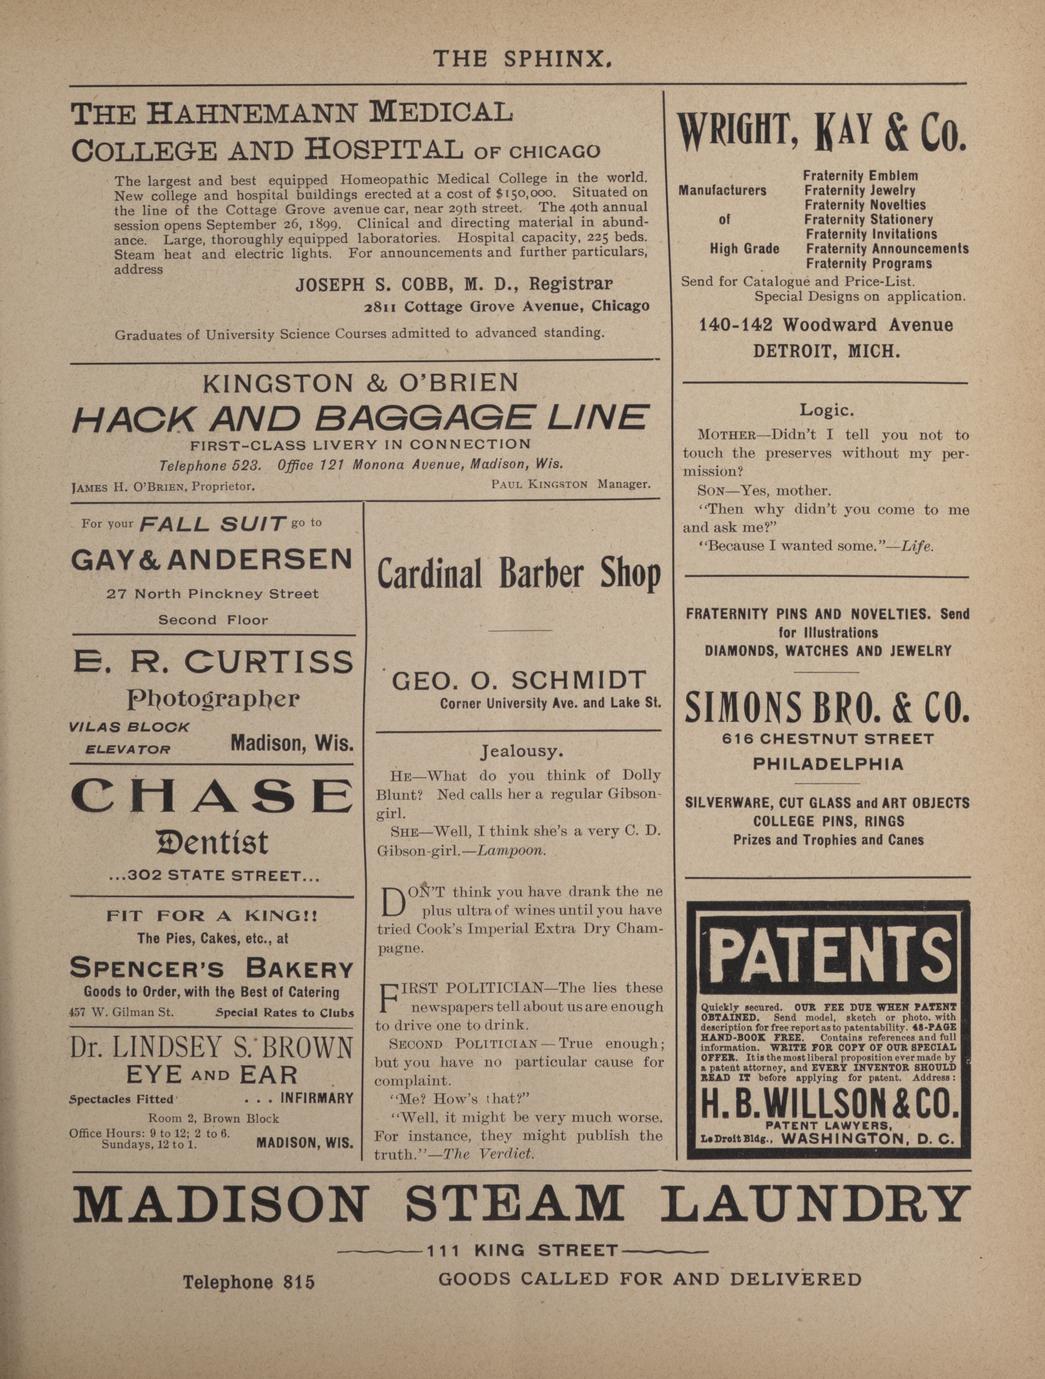 THE SPHINX.
THE HAHNEMANN MEDICAL
COLLEGE AND HOSPITAL OF CHICAGO
The largest and best equipped Homeopathic Medical College in the world.
New college and hospital buildings erected at a cost of $150,000. Situated on
the line of the Cottage Grove avenue car, near 29th street. The 40th annual
session opens September 26, 1899. Clinical and directing material in abund-
ance. Large, thoroughly equipped laboratories. Hospital capacity, 225 beds.
Steam heat and electric lights. For announcements and further particulars,
address
JOSEPH S. COBB, M. D., Registrar
2811 Cottage Grove Avenue, Chicago
Graduates of University Science Courses admitted to advanced standing.
KINGSTON & O'BRIEN
HACK AND BAGGAGE LINE
FIRST-CLASS LIVERY IN CONNECTION
Telephone 523. Office 121 Monona Avenue, Madison, Wis.
JAMES H. O'BRIEN, Proprietor. PAUL KINGSTON Manager.
For your FALL SUIT go to
GAY & ANDERSEN
27 North Pinckney Street
Second Floor
E. R. CURTISS
Photographer
VILAS BLOCK
ELEVATOR Madison, Wis.
CHASE
Dentist
...302 STATE STREET...
FIT FOR A KING!!
The Pies, Cakes, etc., at
SPENCER'S BAKERY
Goods to Order, with the Best of Catering
457 W. Gilman St. Special Rates to Clubs
Dr. LINDSEY S. BROWN
EYE AND EAR
Spectacles Fitted . . . INFIRMARY
Room 2, Brown Block
Office Hours: 9 to 12; 2 to 6.
Sundays, 12 to 1. MADISON, WIS.
Cardinal Barber Shop
GEO. O. SCHMIDT
Corner University Ave. and Lake St.
Jealousy.
HE—What do you think of Dolly
Blunt? Ned calls her a regular Gibson-
girl.
SHE—Well, I think she's a very C. D.
Gibson-girl.—Lampoon.
DON'T think you have drank the ne
plus ultra of wines until you have
tried Cook's Imperial Extra Dry Cham-
pagne.
FIRST POLITICIAN—The lies these
newspapers tell about us are enough
to drive one to drink.
SECOND POLITICIAN—True enough;
but you have no particular cause for
complaint.
"Me? How's that?"
"Well, it might be very much worse.
For instance, they might publish the
truth."—The Verdict.
WRIGHT, KAY & CO.
Fraternity Emblem
Manufacturers Fraternity Jewelry
Fraternity Novelties
of Fraternity Stationery
Fraternity Invitations
High Grade Fraternity Announcements
Fraternity Programs
Send for Catalogue and Price-List.
Special Designs on application.
140-142 Woodward Avenue
DETROIT, MICH.
Logic.
MOTHER—Didn't I tell you not to
touch the preserves without my per-
mission?
SON—Yes, mother.
"Then why didn't you come to me
and ask me?"
"Because I wanted some."—Life.
FRATERNITY PINS AND NOVELTIES. Send
for Illustrations
DIAMONDS, WATCHES AND JEWELRY
SIMONS BRO. & CO.
616 CHESTNUT STREET
PHILADELPHIA
SILVERWARE, CUT GLASS and ART OBJECTS
COLLEGE PINS, RINGS
Prizes and Trophies and Canes
PATENTS
Quickly secured. OUR FEE DUE WHEN PATENT
OBTAINED. Send model, sketch or photo. with
description for free report as to patentability. 48-PAGE
HAND-BOOK FREE. Contains references and full
information. WRITE FOR COPY OF OUR SPECIAL
OFFER. It is the most liberal proposition ever made by
a patent attorney, and EVERY INVENTOR SHOULD
READ IT before applying for patent. Address:
H. B. WILLSON & CO.
PATENT LAWYERS,
Le Droit Bldg., WASHINGTON, D. C.
MADISON STEAM LAUNDRY
111 KING STREET
Telephone 815 GOODS CALLED FOR AND DELIVERED